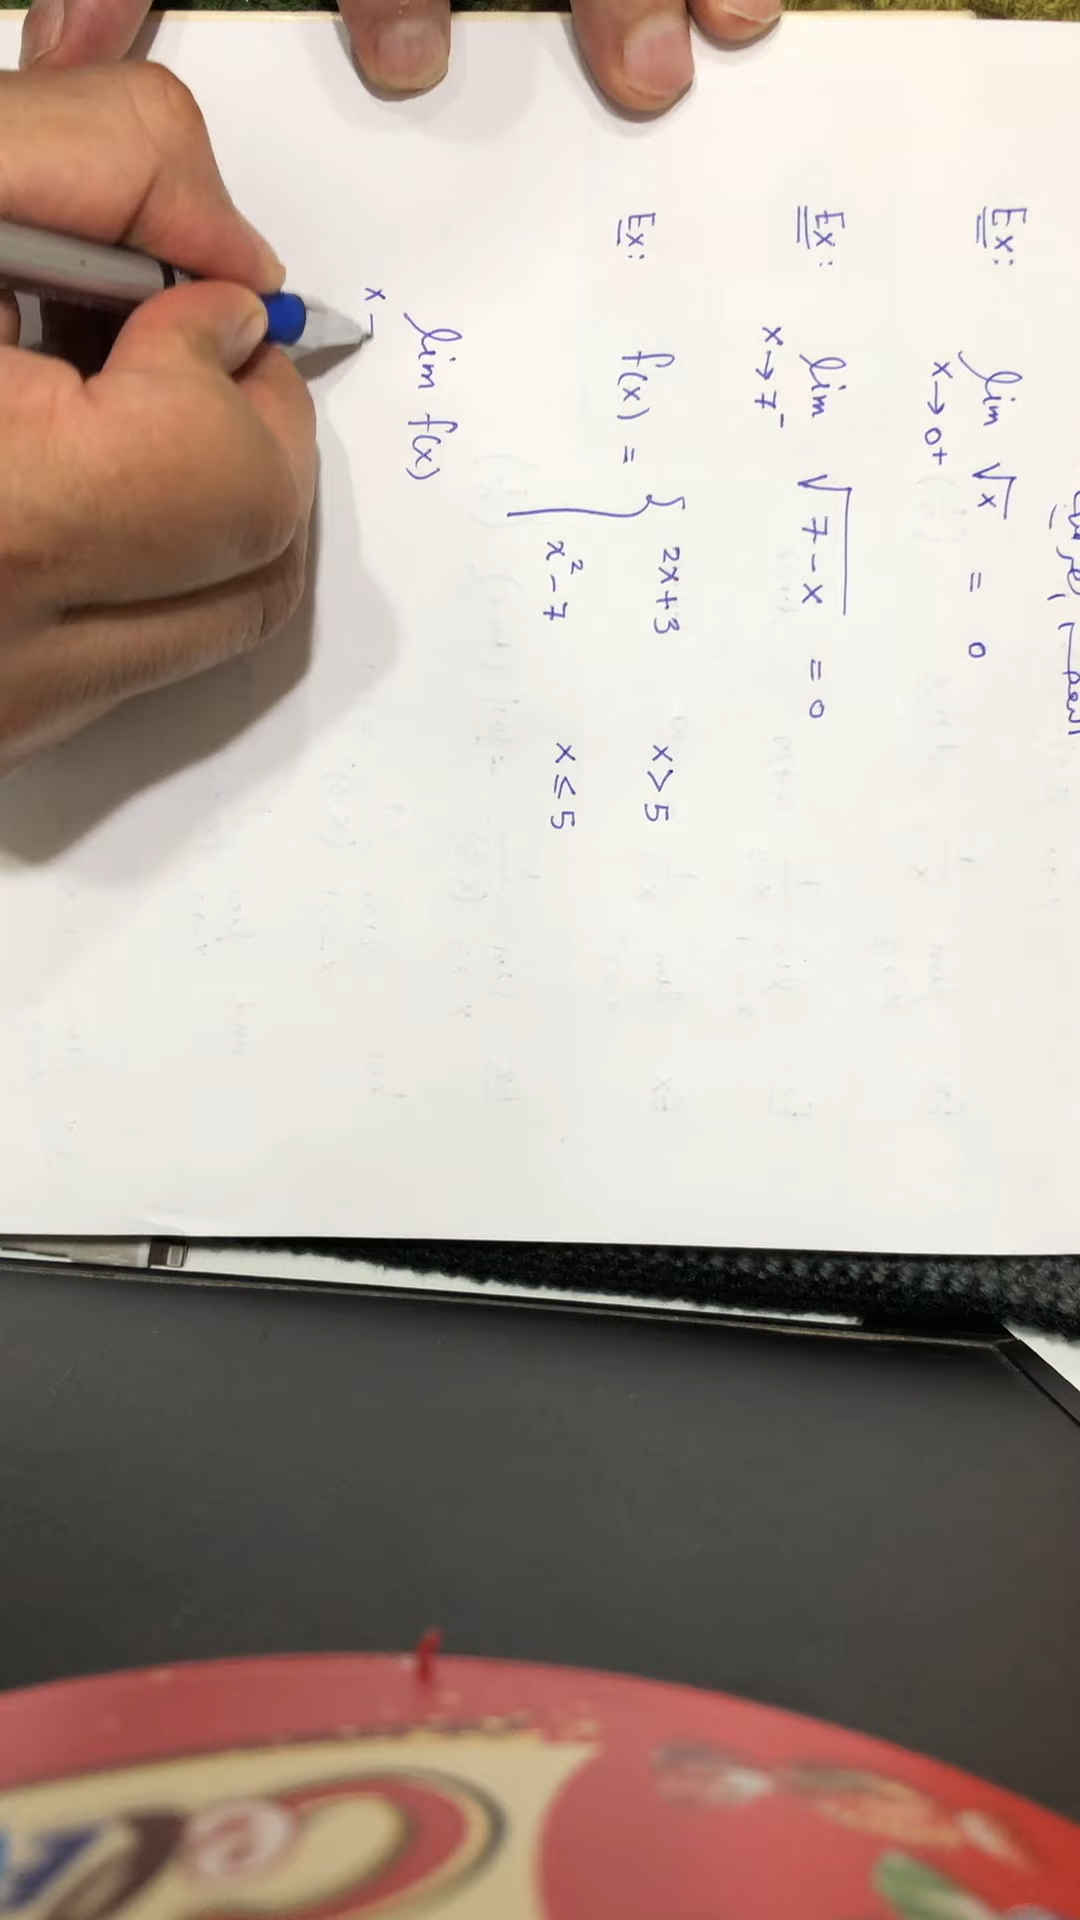 Ex: lim √x = 0
x → 0+
Ex: lim √7-x = 0
x → 7⁻
Ex: f(x) = { 2x+3 x > 5
x² - 7 x ≤ 5
lim f(x)
x